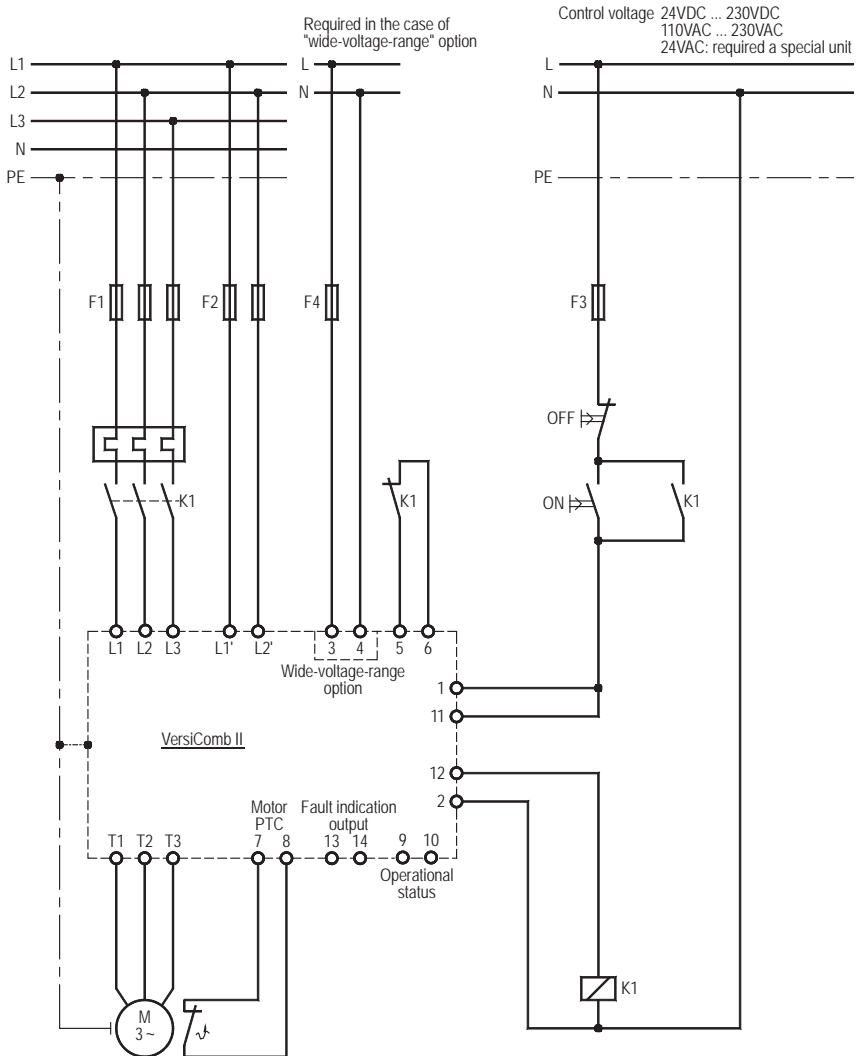 Required in the case of
"wide-voltage-range" option
Control voltage 24VDC ... 230VDC
110VAC ... 230VAC
24VAC: required a special unit
L1
L2
L3
N
PE
L
N
L
N
PE
F1
F2
F4
F3
OFF
ON
K1
K1
K1
L1 L2 L3 L1' L2' 3 4 5 6
Wide-voltage-range
option
1
11
VersiComb II
12
2
Motor
PTC
Fault indication
output
T1 T2 T3 7 8 13 14 9 10
Operational
status
K1
M
3 ~